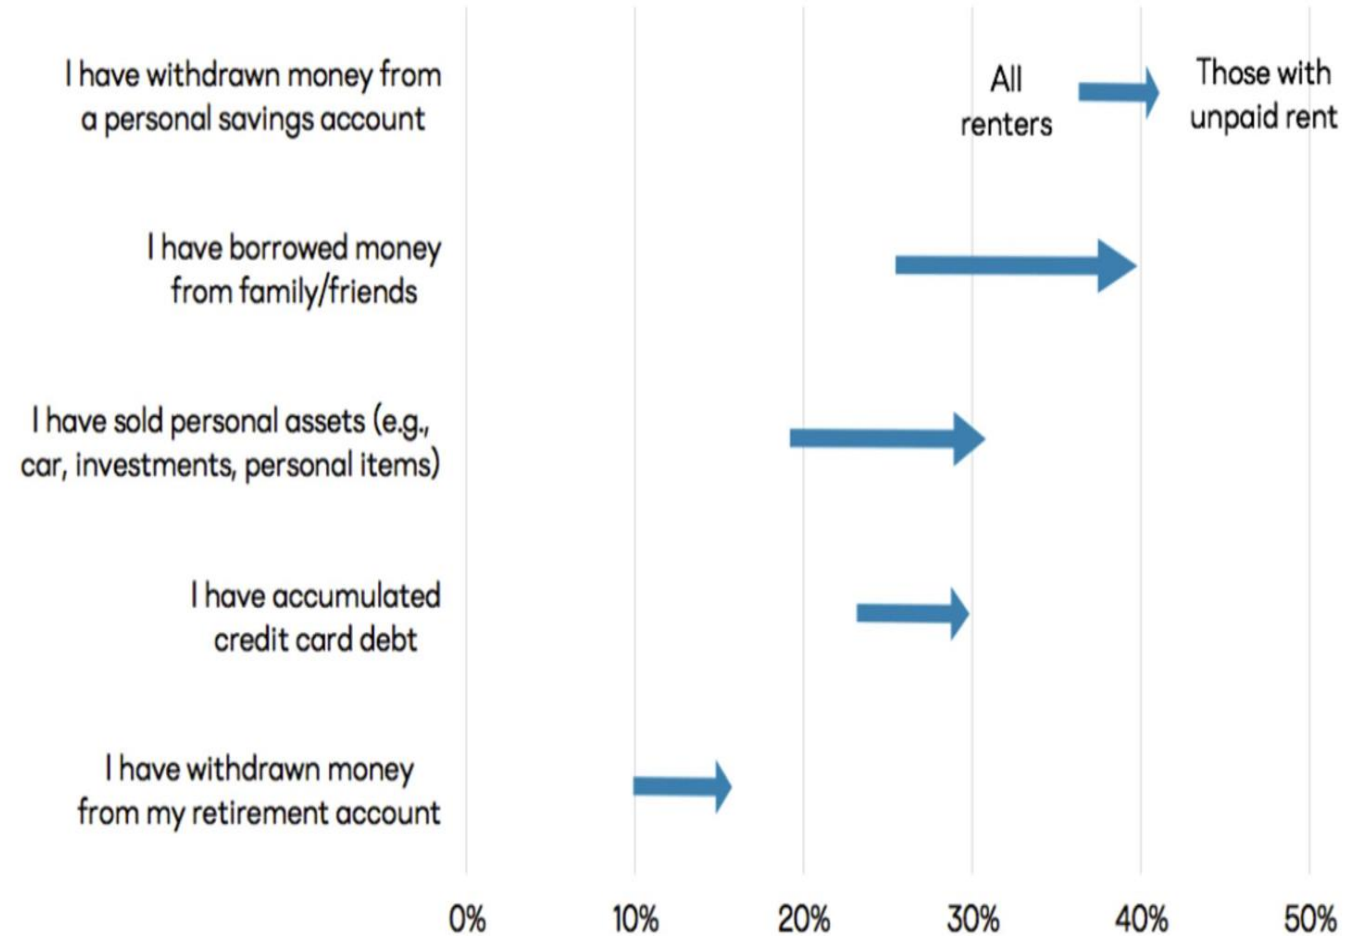 I have withdrawn money from
a personal savings account
All
renters
Those with
unpaid rent
I have borrowed money
from family/friends
I have sold personal assets (e.g.,
car, investments, personal items)
I have accumulated
credit card debt
I have withdrawn money
from my retirement account
0% 10% 20% 30% 40% 50%